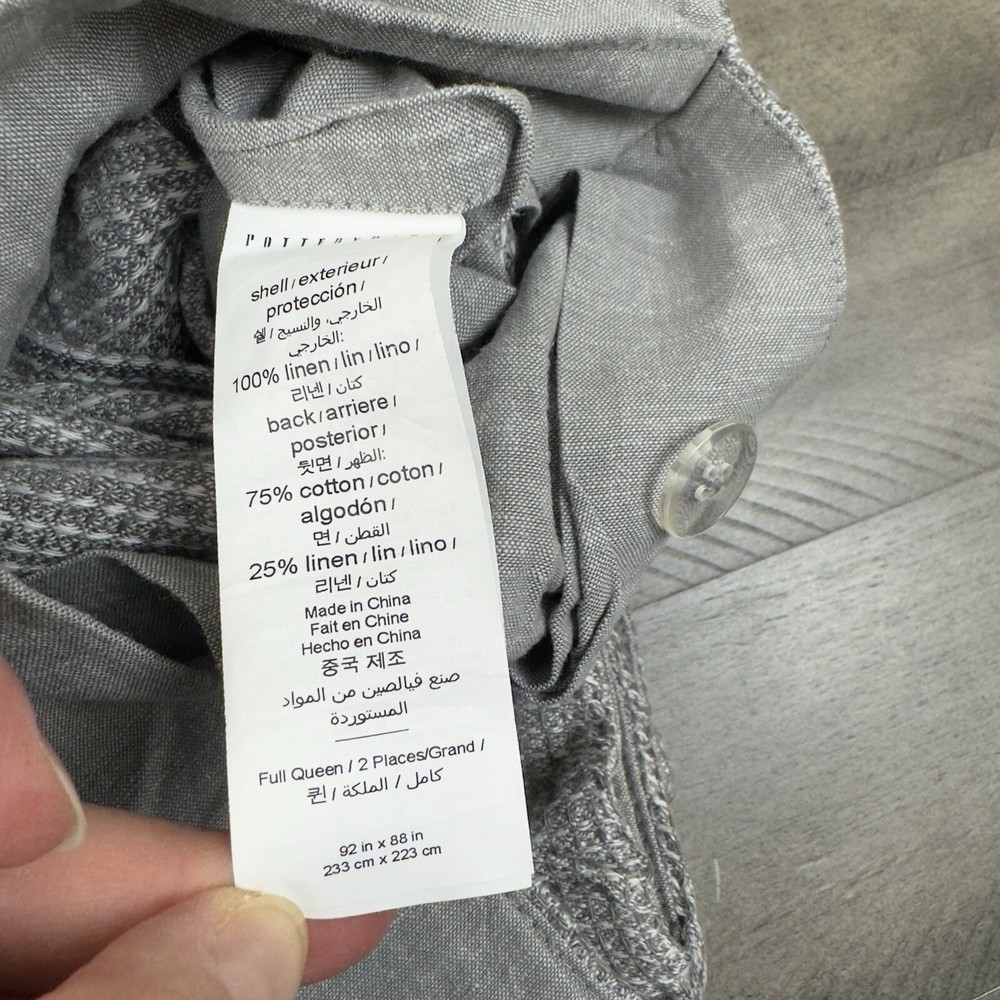 shell / exterieur /
protección /
쉘 / الخارجي، والنسيج
الخارجي:
100% linen / lin / lino /
리넨 / كتان
back / arriere /
posterior /
뒷면 / الظهر:
75% cotton / coton /
algodón /
면 / القطن
25% linen / lin / lino /
리넨 / كتان
Made in China
Fait en Chine
Hecho en China
중국 제조
صنع فيالصين من المواد
المستوردة
Full Queen / 2 Places/Grand /
퀸 / كامل / الملكة
92 in x 88 in
233 cm x 223 cm